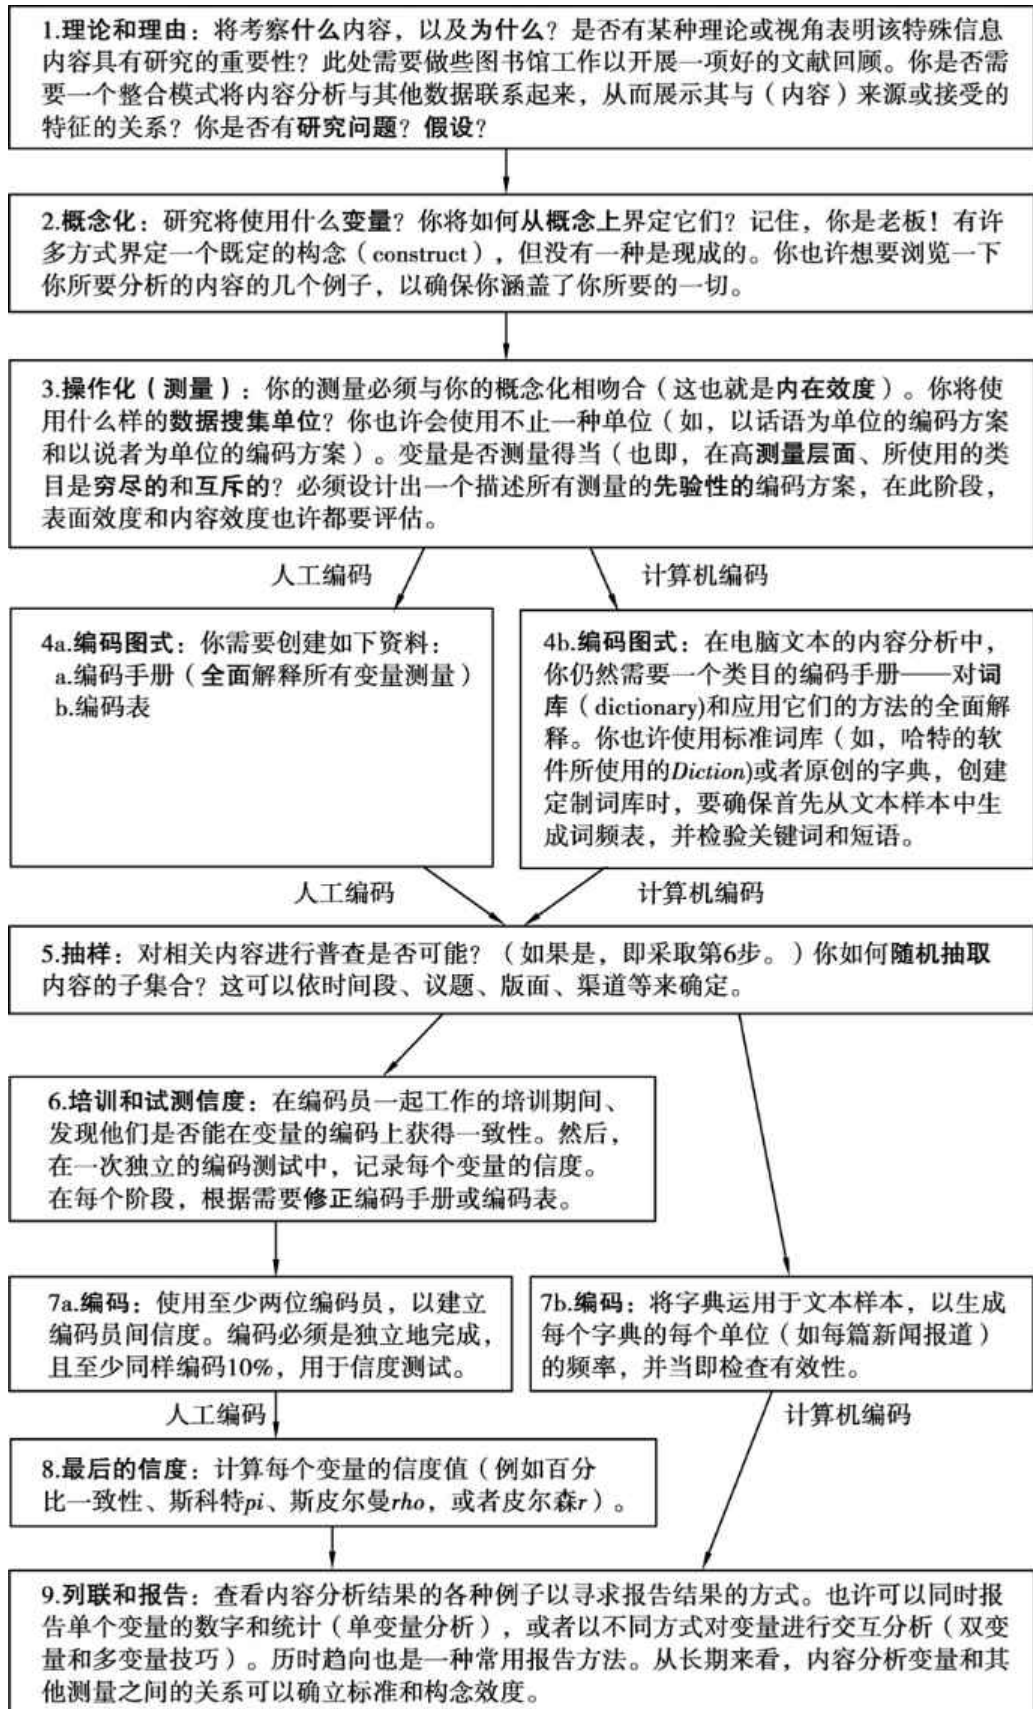 1.理论和理由：将考察什么内容，以及为什么？是否有某种理论或视角表明该特殊信息
内容具有研究的重要性？此处需要做些图书馆工作以开展一项好的文献回顾。你是否需
要一个整合模式将内容分析与其他数据联系起来，从而展示其与（内容）来源或接受的
特征的关系？你是否有研究问题？假设？
2.概念化：研究将使用什么变量？你将如何从概念上界定它们？记住，你是老板！有许
多方式界定一个既定的构念（construct），但没有一种是现成的。你也许想要浏览一下
你所要分析的内容的几个例子，以确保你涵盖了你所要的一切。
3.操作化（测量）：你的测量必须与你的概念化相吻合（这也就是内在效度）。你将使
用什么样的数据搜集单位？你也许会使用不止一种单位（如，以话语为单位的编码方案
和以说者为单位的编码方案）。变量是否测量得当（也即，在高测量层面、所使用的类
目是穷尽的和互斥的？必须设计出一个描述所有测量的先验性的编码方案，在此阶段，
表面效度和内容效度也许都要评估。
人工编码
计算机编码
4a.编码图式：你需要创建如下资料：
a.编码手册（全面解释所有变量测量）
b.编码表
4b.编码图式：在电脑文本的内容分析中，
你仍然需要一个类目的编码手册——对词
库（dictionary)和应用它们的方法的全面解
释。你也许使用标准词库（如，哈特的软
件所使用的Diction)或者原创的字典，创建
定制词库时，要确保首先从文本样本中生
成词频表，并检验关键词和短语。
人工编码
计算机编码
5.抽样：对相关内容进行普查是否可能？（如果是，即采取第6步。）你如何随机抽取
内容的子集合？这可以依时间段、议题、版面、渠道等来确定。
6.培训和试测信度：在编码员一起工作的培训期间、
发现他们是否能在变量的编码上获得一致性。然后，
在一次独立的编码测试中，记录每个变量的信度。
在每个阶段，根据需要修正编码手册或编码表。
7a.编码：使用至少两位编码员，以建立
编码员间信度。编码必须是独立地完成，
且至少同样编码10%，用于信度测试。
7b.编码：将字典运用于文本样本，以生成
每个字典的每个单位（如每篇新闻报道）
的频率，并当即检查有效性。
人工编码
计算机编码
8.最后的信度：计算每个变量的信度值（例如百分
比一致性、斯科特pi、斯皮尔曼rho，或者皮尔森r）。
9.列联和报告：查看内容分析结果的各种例子以寻求报告结果的方式。也许可以同时报
告单个变量的数字和统计（单变量分析），或者以不同方式对变量进行交互分析（双变
量和多变量技巧）。历时趋向也是一种常用报告方法。从长期来看，内容分析变量和其
他测量之间的关系可以确立标准和构念效度。